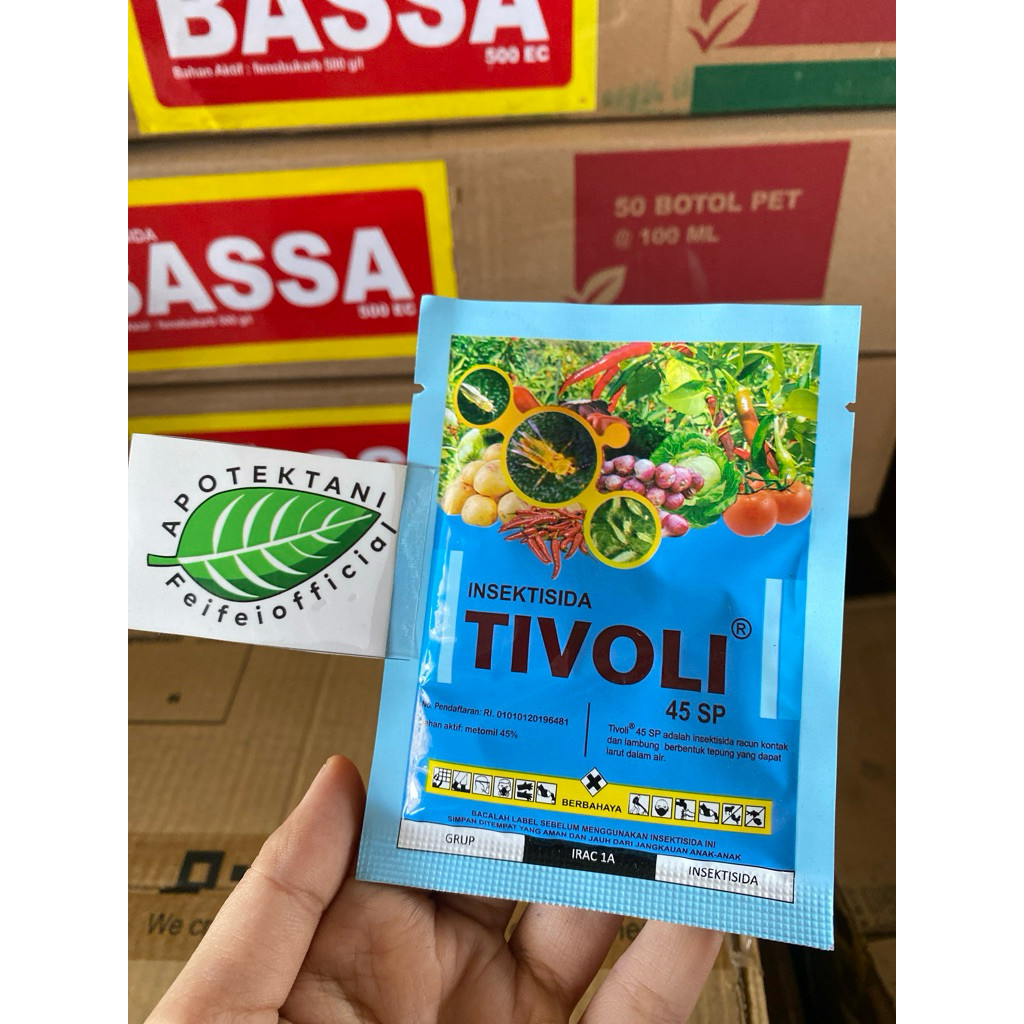 BASSA
500 EC
Bahan Aktif : fenobukarb 500 g/l
50 BOTOL PET
@ 100 ML
BASSA
500 EC
APOTEKTANI
Feifeiofficial
INSEKTISIDA
TIVOLI®
45 SP
No. Pendaftaran: RI. 01010120196481
bahan aktif: metomil 45%
Tivoli® 45 SP adalah insektisida racun kontak
dan lambung berbentuk tepung yang dapat
larut dalam air.
BERBAHAYA
BACALAH LABEL SEBELUM MENGGUNAKAN INSEKTISIDA INI
SIMPAN DITEMPAT YANG AMAN DAN JAUH DARI JANGKAUAN ANAK-ANAK
GRUP
IRAC 1A
INSEKTISIDA
We